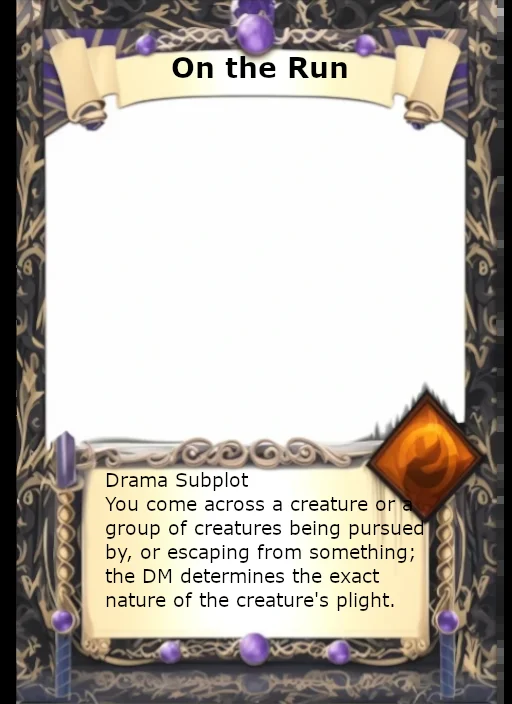 On the Run
Drama Subplot
You come across a creature or a
group of creatures being pursued
by, or escaping from something;
the DM determines the exact
nature of the creature's plight.